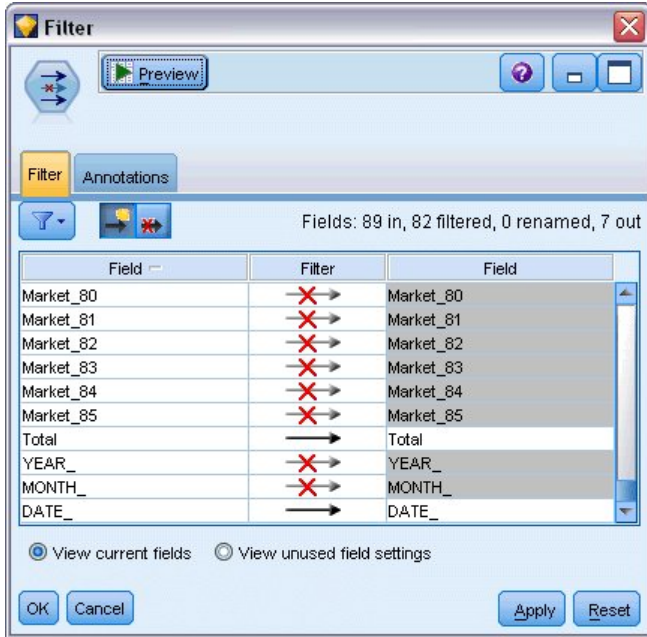 Filter
Preview
Filter Annotations
Fields: 89 in, 82 filtered, 0 renamed, 7 out
Field Filter Field
Market_80 Market_80
Market_81 Market_81
Market_82 Market_82
Market_83 Market_83
Market_84 Market_84
Market_85 Market_85
Total Total
YEAR_ YEAR_
MONTH_ MONTH_
DATE_ DATE_
View current fields View unused field settings
OK Cancel Apply Reset